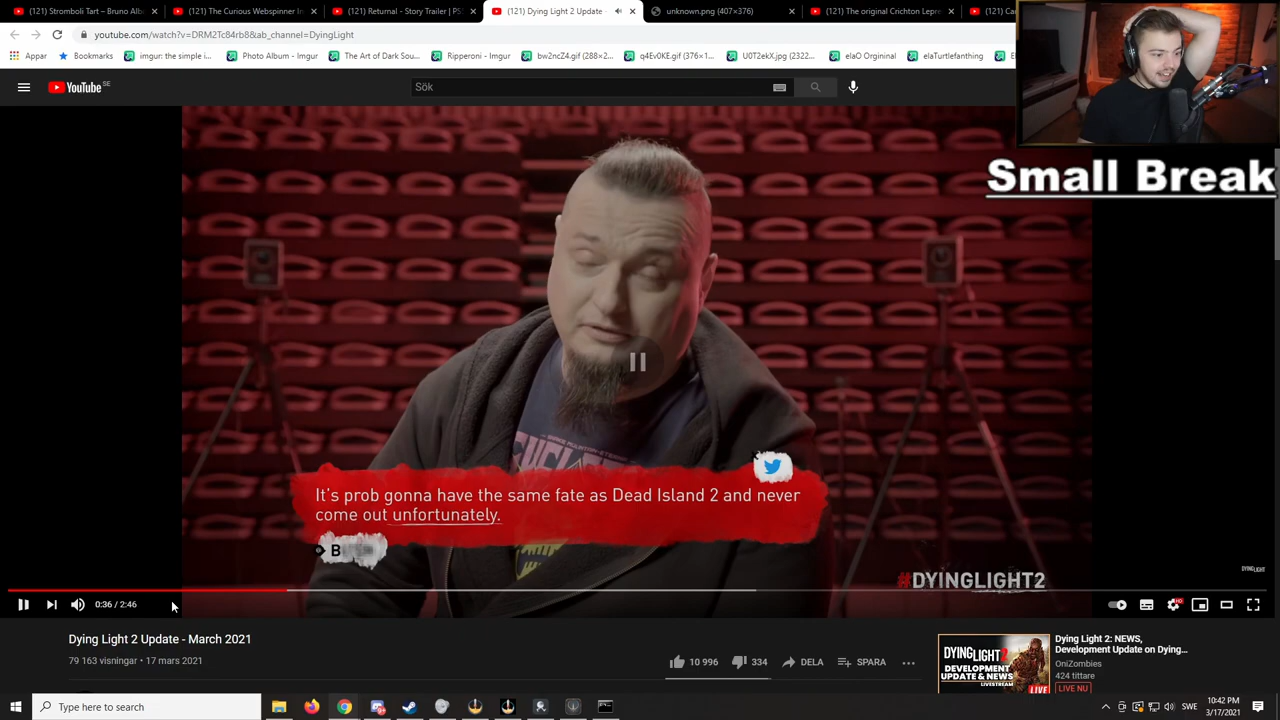 (121) Stromboli Tart – Bruno Alb
(121) The Curious Webspinner In
(121) Returnal - Story Trailer | PS
(121) Dying Light 2 Update -
unknown.png (407×376)
(121) The original Crichton Lepre
(121) Ca
youtube.com/watch?v=DRM2Tc84rb8&ab_channel=DyingLight
Appar
Bookmarks
imgur: the simple i...
Photo Album - Imgur
The Art of Dark Sou...
Ripperoni - Imgur
bw2ncZ4.gif (288×2...
q4Ev0KE.gif (376×1...
U0T2ekX.jpg (2322...
elaO Orgininal
elaTurtlefanthing
YouTube SE
Sök
Small Break
It's prob gonna have the same fate as Dead Island 2 and never
come out unfortunately.
B
#DYINGLIGHT2
DYING LIGHT
0:36 / 2:46
HD
Dying Light 2 Update - March 2021
79 163 visningar • 17 mars 2021
10 996
334
DELA
SPARA
DYING LIGHT 2
DEVELOPMENT
UPDATE & NEWS
LIVESTREAM
LIVE
Dying Light 2: NEWS,
Development Update on Dying...
OniZombies
424 tittare
LIVE NU
Type here to search
SWE
10:42 PM
3/17/2021